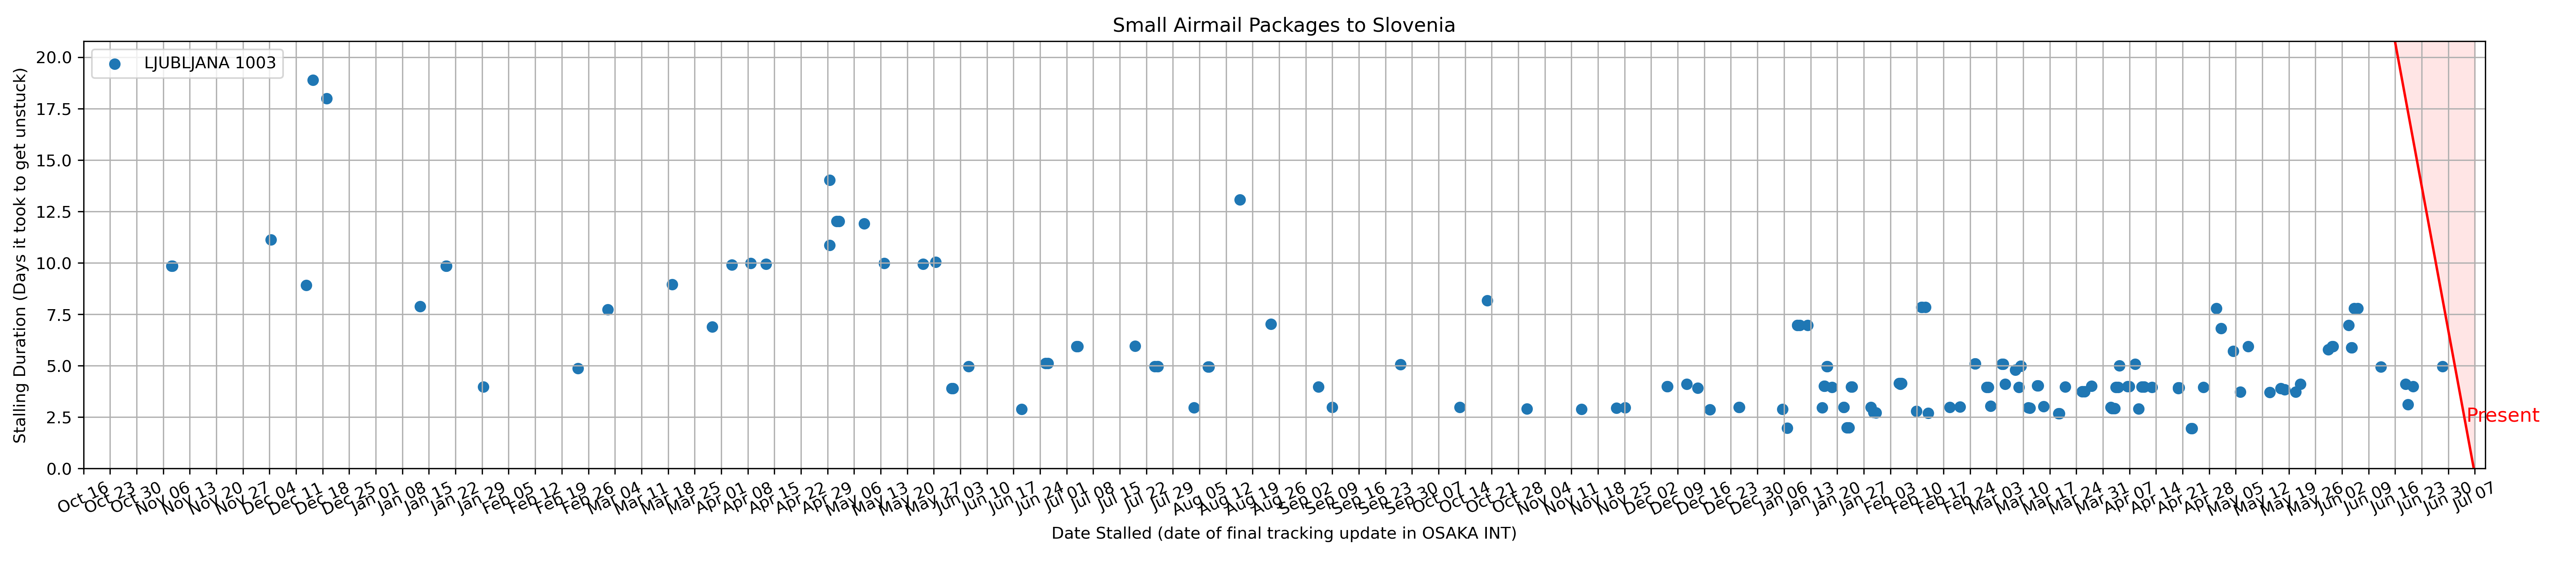 Small Airmail Packages to Slovenia
LJUBLJANA 1003
Stalling Duration (Days it took to get unstuck)
20.0
17.5
15.0
12.5
10.0
7.5
5.0
2.5
0.0
Present
Oct 16 Oct 23 Oct 30 Nov 06 Nov 13 Nov 20 Nov 27 Dec 04 Dec 11 Dec 18 Dec 25 Jan 01 Jan 08 Jan 15 Jan 22 Jan 29 Feb 05 Feb 12 Feb 19 Feb 26 Mar 04 Mar 11 Mar 18 Mar 25 Apr 01 Apr 08 Apr 15 Apr 22 Apr 29 May 06 May 13 May 20 May 27 Jun 03 Jun 10 Jun 17 Jun 24 Jul 01 Jul 08 Jul 15 Jul 22 Jul 29 Aug 05 Aug 12 Aug 19 Aug 26 Sep 02 Sep 09 Sep 16 Sep 23 Sep 30 Oct 07 Oct 14 Oct 21 Oct 28 Nov 04 Nov 11 Nov 18 Nov 25 Dec 02 Dec 09 Dec 16 Dec 23 Dec 30 Jan 06 Jan 13 Jan 20 Jan 27 Feb 03 Feb 10 Feb 17 Feb 24 Mar 03 Mar 10 Mar 17 Mar 24 Mar 31 Apr 07 Apr 14 Apr 21 Apr 28 May 05 May 12 May 19 May 26 Jun 02 Jun 09 Jun 16 Jun 23 Jun 30 Jul 07
Date Stalled (date of final tracking update in OSAKA INT)